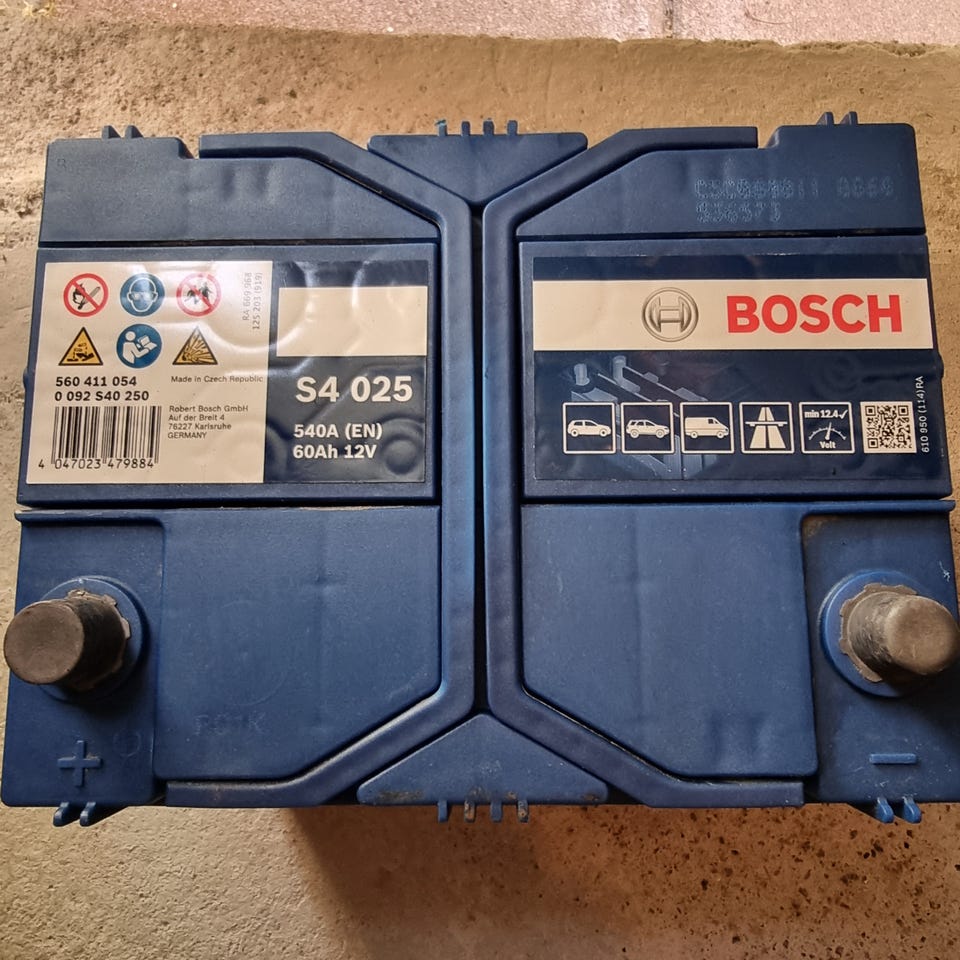 RA 669 968
125 203 (919)
560 411 054
0 092 S40 250
Made in Czech Republic
Robert Bosch GmbH
Auf der Breit 4
76227 Karlsruhe
GERMANY
4 047023 479884
S4 025
540A (EN)
60Ah 12V
BOSCH
min 12.4
Volt
610 950 (114) RA
+
−